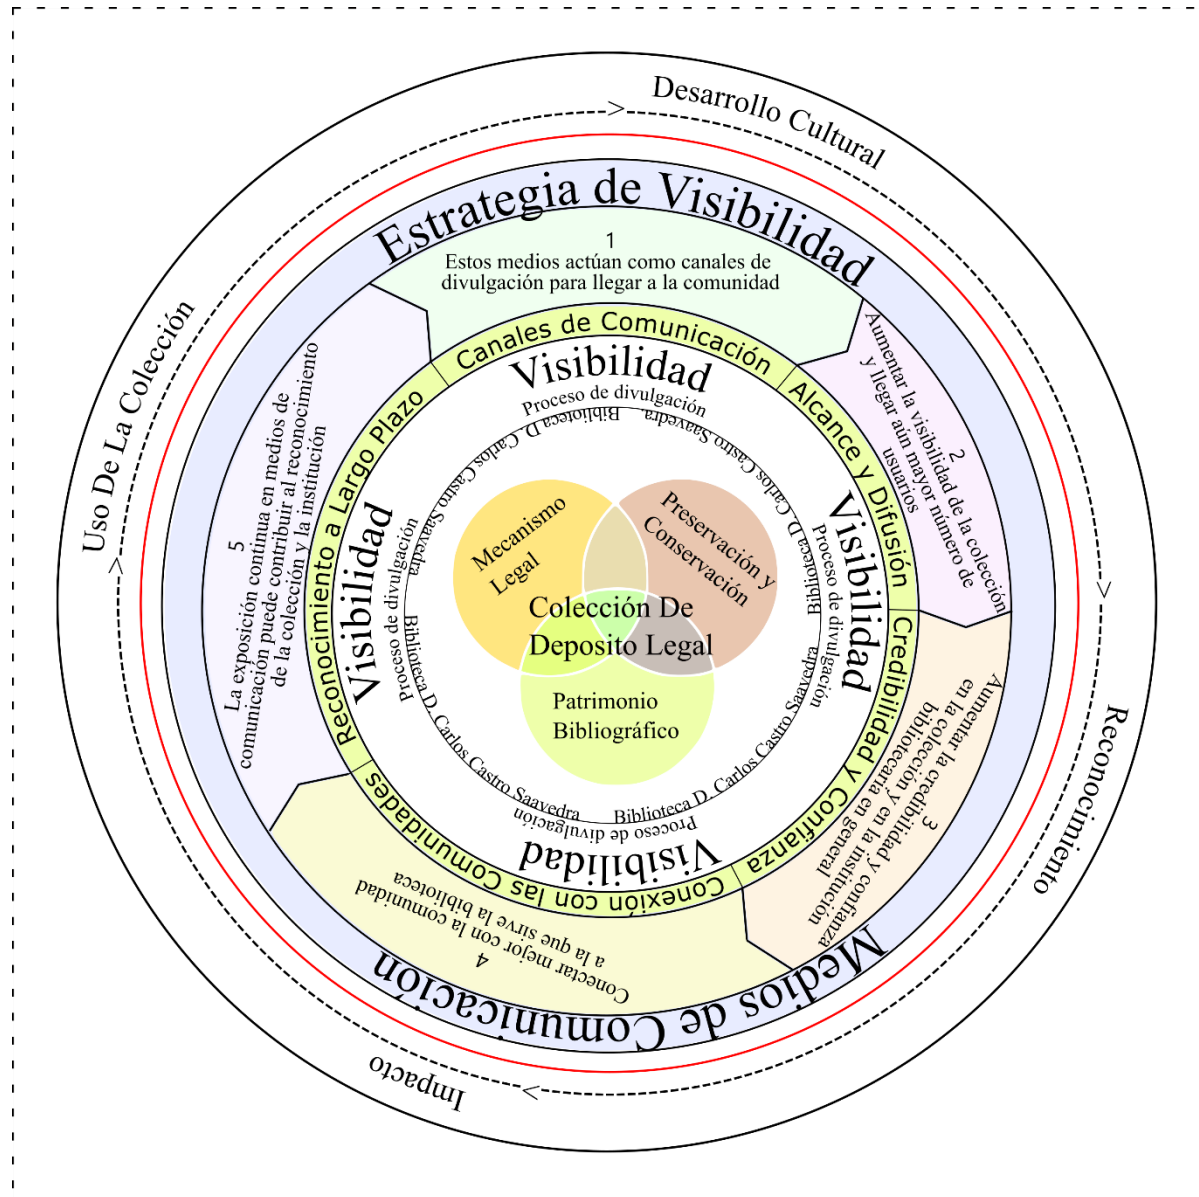 Desarrollo Cultural
Reconocimiento
Impacto
Uso De La Colección
Estrategia de Visibilidad
Medios de Comunicación
1
Estos medios actúan como canales de
divulgación para llegar a la comunidad
2
Aumentar la visibilidad de la colección
y llegar aún mayor número de
usuarios
3
Aumentar la credibilidad y confianza
en la colección y en la institución
bibliotecaria en general
4
Conectar mejor con la comunidad
a la que sirve la biblioteca
5
La exposición continua en medios de
comunicación puede contribuir al reconocimiento
de la colección y la institución
Canales de Comunicación
Alcance y Difusión
Credibilidad y Confianza
Conexión con las Comunidades
Reconocimiento a Largo Plazo
Visibilidad
Proceso de divulgación
Biblioteca D. Carlos Castro Saavedra
Visibilidad
Proceso de divulgación
Biblioteca D. Carlos Castro Saavedra
Visibilidad
Proceso de divulgación
Biblioteca D. Carlos Castro Saavedra
Visibilidad
Proceso de divulgación
Biblioteca D. Carlos Castro Saavedra
Biblioteca D. Carlos Castro Saavedra
Mecanismo
Legal
Preservación y
Conservación
Colección De
Deposito Legal
Patrimonio
Bibliográfico